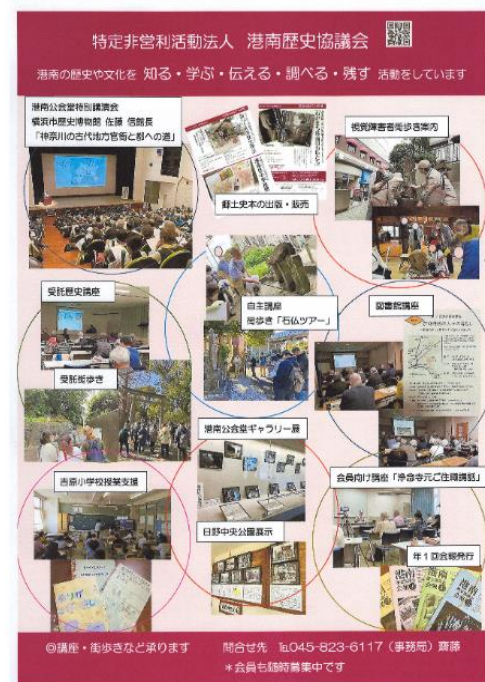 特定非営利活動法人 港南歴史協議会
港南の歴史や文化を 知る・学ぶ・伝える・調べる・残す 活動をしています
港南公会堂特別講演会
横浜市歴史博物館 佐藤 信館長
「神奈川の古代地方官衙と都への道」
郷土史本の出版・販売
視覚障害者街歩き案内
受託歴史講座
自主講座
街歩き「石仏ツアー」
図書館講座
受託街歩き
港南公会堂ギャラリー展
吉原小学校授業支援
会員向け講座「浄念寺元ご住職講話」
日野中央公園展示
年1回会報発行
港南
港南
◎講座・街歩きなど承ります 問合せ先 ℡045-823-6117(事務局)齋藤
*会員も随時募集中です